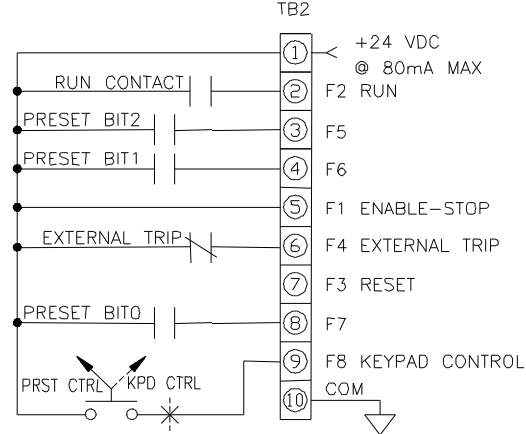 TB2
1
+24 VDC
@ 80mA MAX
RUN CONTACT
2
F2 RUN
PRESET BIT2
3
F5
PRESET BIT1
4
F6
5
F1 ENABLE-STOP
EXTERNAL TRIP
6
F4 EXTERNAL TRIP
7
F3 RESET
PRESET BIT0
8
F7
9
F8 KEYPAD CONTROL
PRST CTRL
KPD CTRL
10
COM